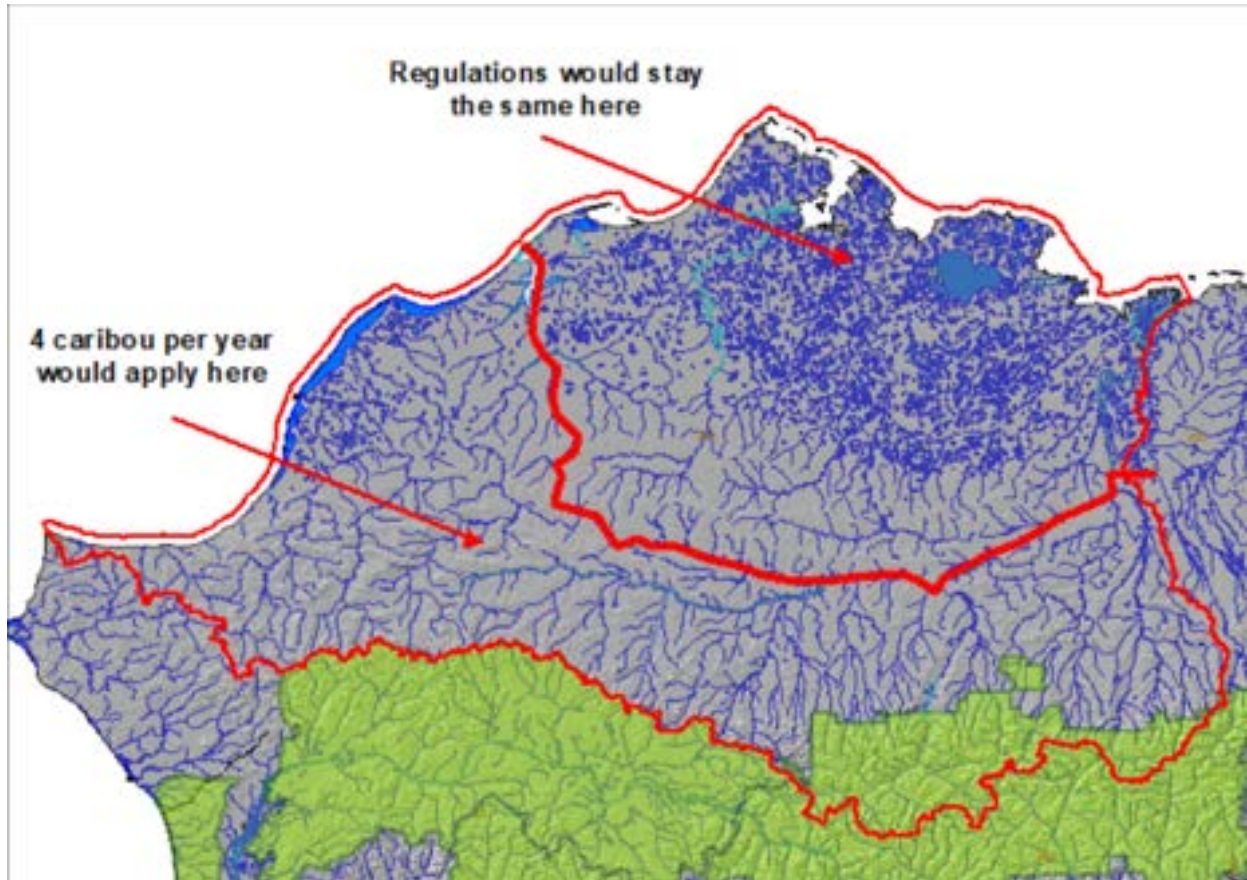 Regulations would stay
the same here
4 caribou per year
would apply here